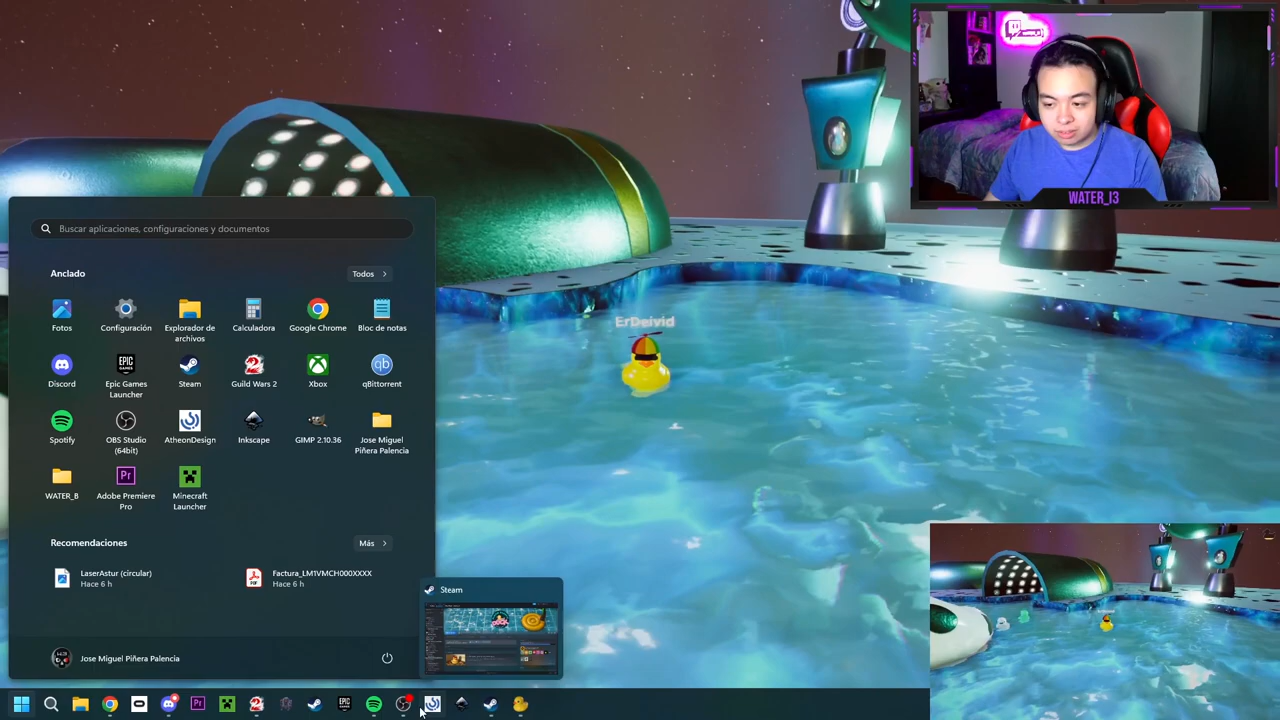 WATER_I3
Buscar aplicaciones, configuraciones y documentos
Anclado
Todos
Fotos
Configuración
Explorador de archivos
Calculadora
Google Chrome
Bloc de notas
Discord
Epic Games Launcher
Steam
Guild Wars 2
Xbox
qBittorrent
Spotify
OBS Studio (64bit)
AtheonDesign
Inkscape
GIMP 2.10.36
Jose Miguel Piñera Palencia
WATER_B
Adobe Premiere Pro
Minecraft Launcher
Recomendaciones
Más
LaserAstur (circular)
Hace 6 h
Factura_LM1VMCH000XXXX
Hace 6 h
Steam
Jose Miguel Piñera Palencia
ErDeivid